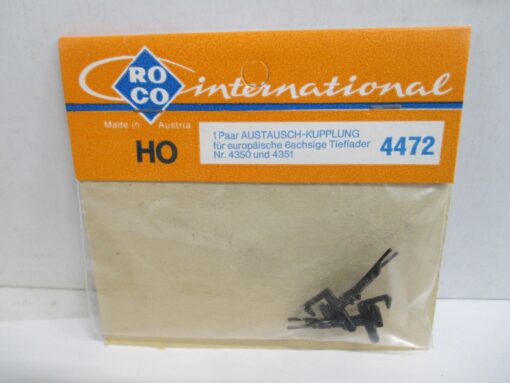 RO
CO
international
Made in Austria
HO
1 Paar AUSTAUSCH-KUPPLUNG
für europäische 6achsige Tieflader
Nr. 4350 und 4351
4472